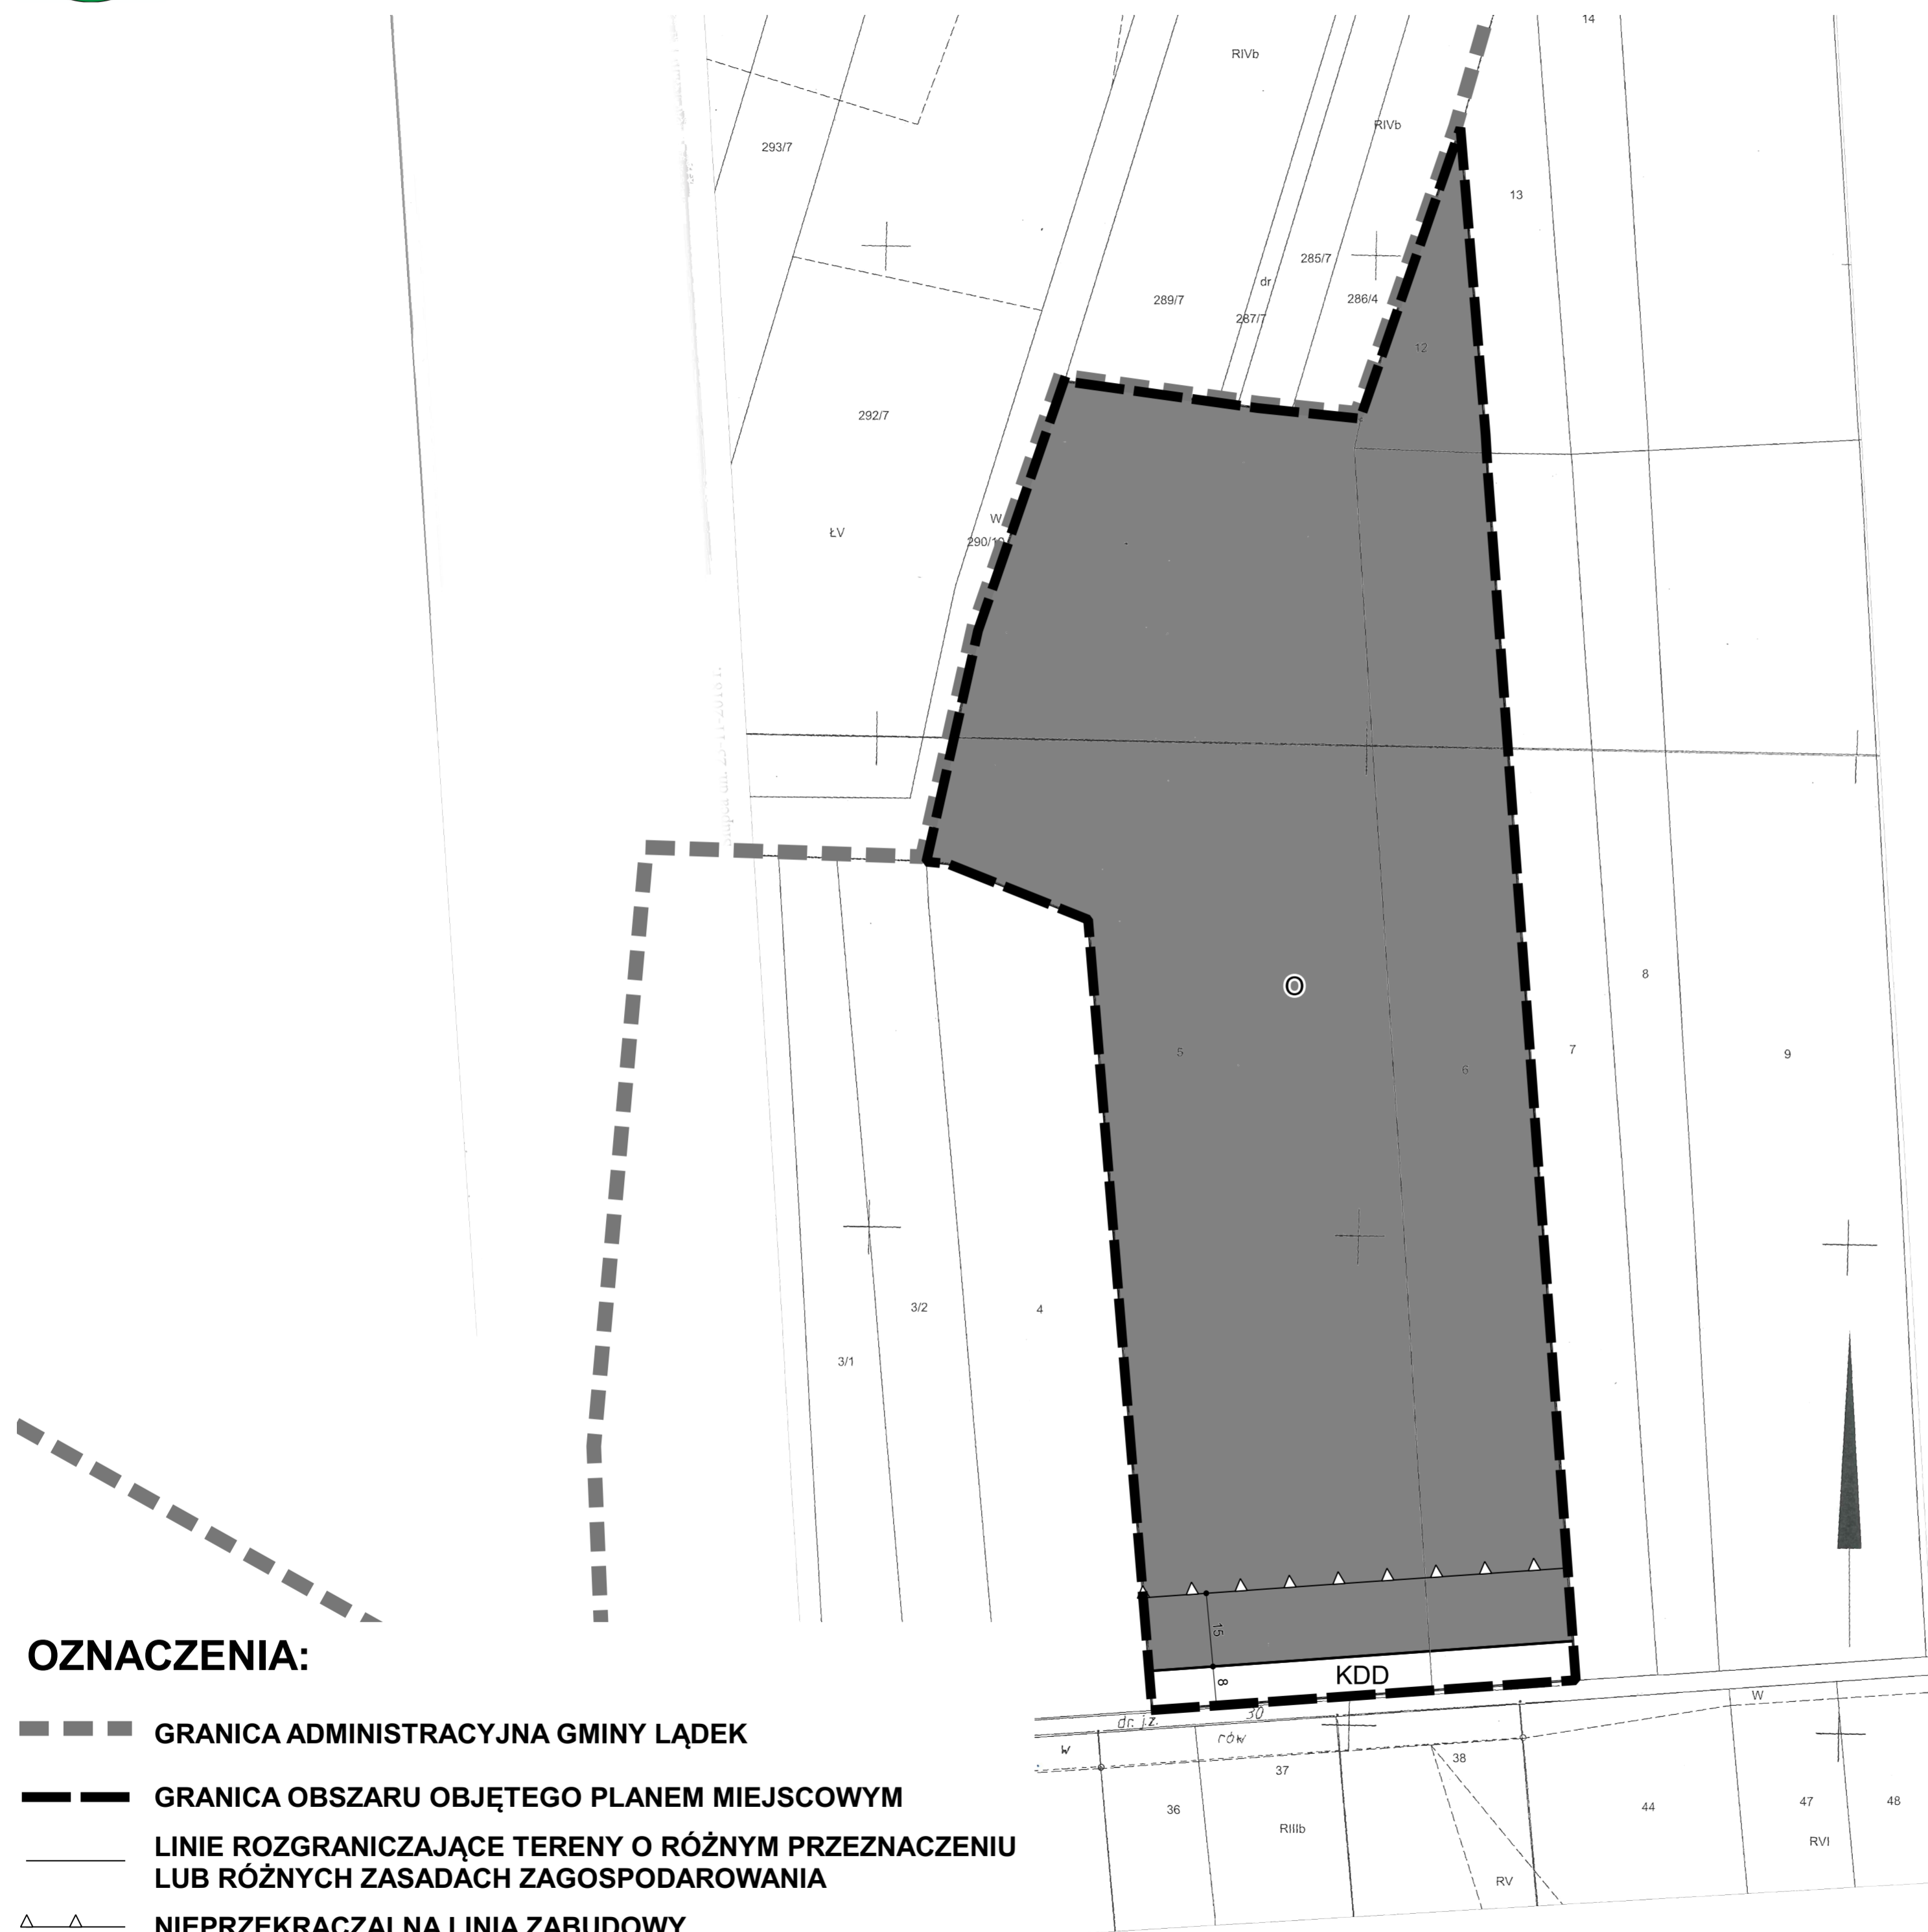 14
RIVb
RIVb
293/7
13
285/7
dr
289/7
286/4
287/7
12
292/7
W
ŁV
290/10
O
8
5
7
9
6
3/2
4
3/1
15
KDD
8
30
dr. j.z.
W
rów
w
38
37
36
44
47
48
RIIIb
RVI
RV
OZNACZENIA:
GRANICA ADMINISTRACYJNA GMINY LĄDEK
GRANICA OBSZARU OBJĘTEGO PLANEM MIEJSCOWYM
LINIE ROZGRANICZAJĄCE TERENY O RÓŻNYM PRZEZNACZENIU
LUB RÓŻNYCH ZASADACH ZAGOSPODAROWANIA
NIEPRZEKRACZALNA LINIA ZABUDOWY